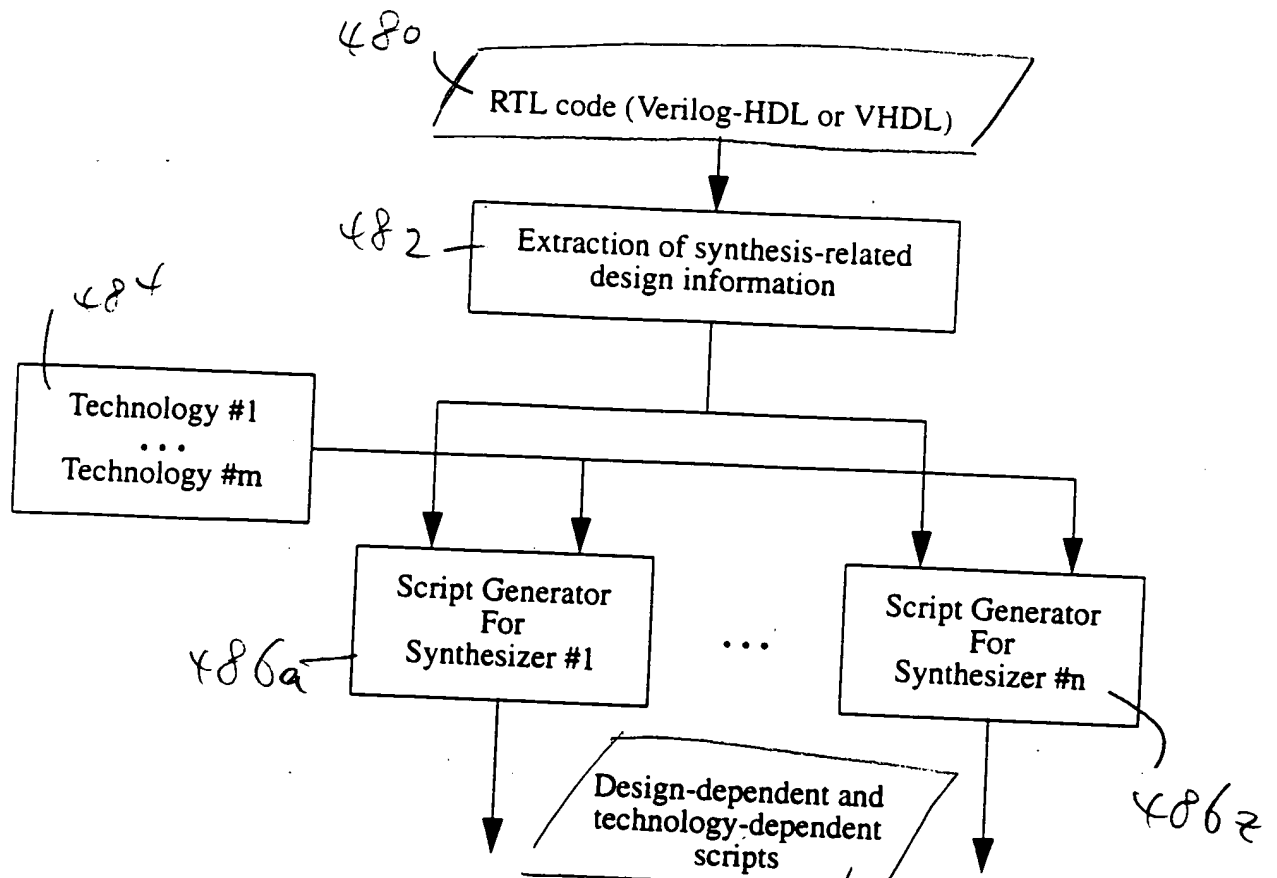 480
RTL code (Verilog-HDL or VHDL)
482
Extraction of synthesis-related
design information
484
Technology #1
...
Technology #m
Script Generator
For
Synthesizer #1
486a
...
Script Generator
For
Synthesizer #n
486z
Design-dependent and
technology-dependent
scripts